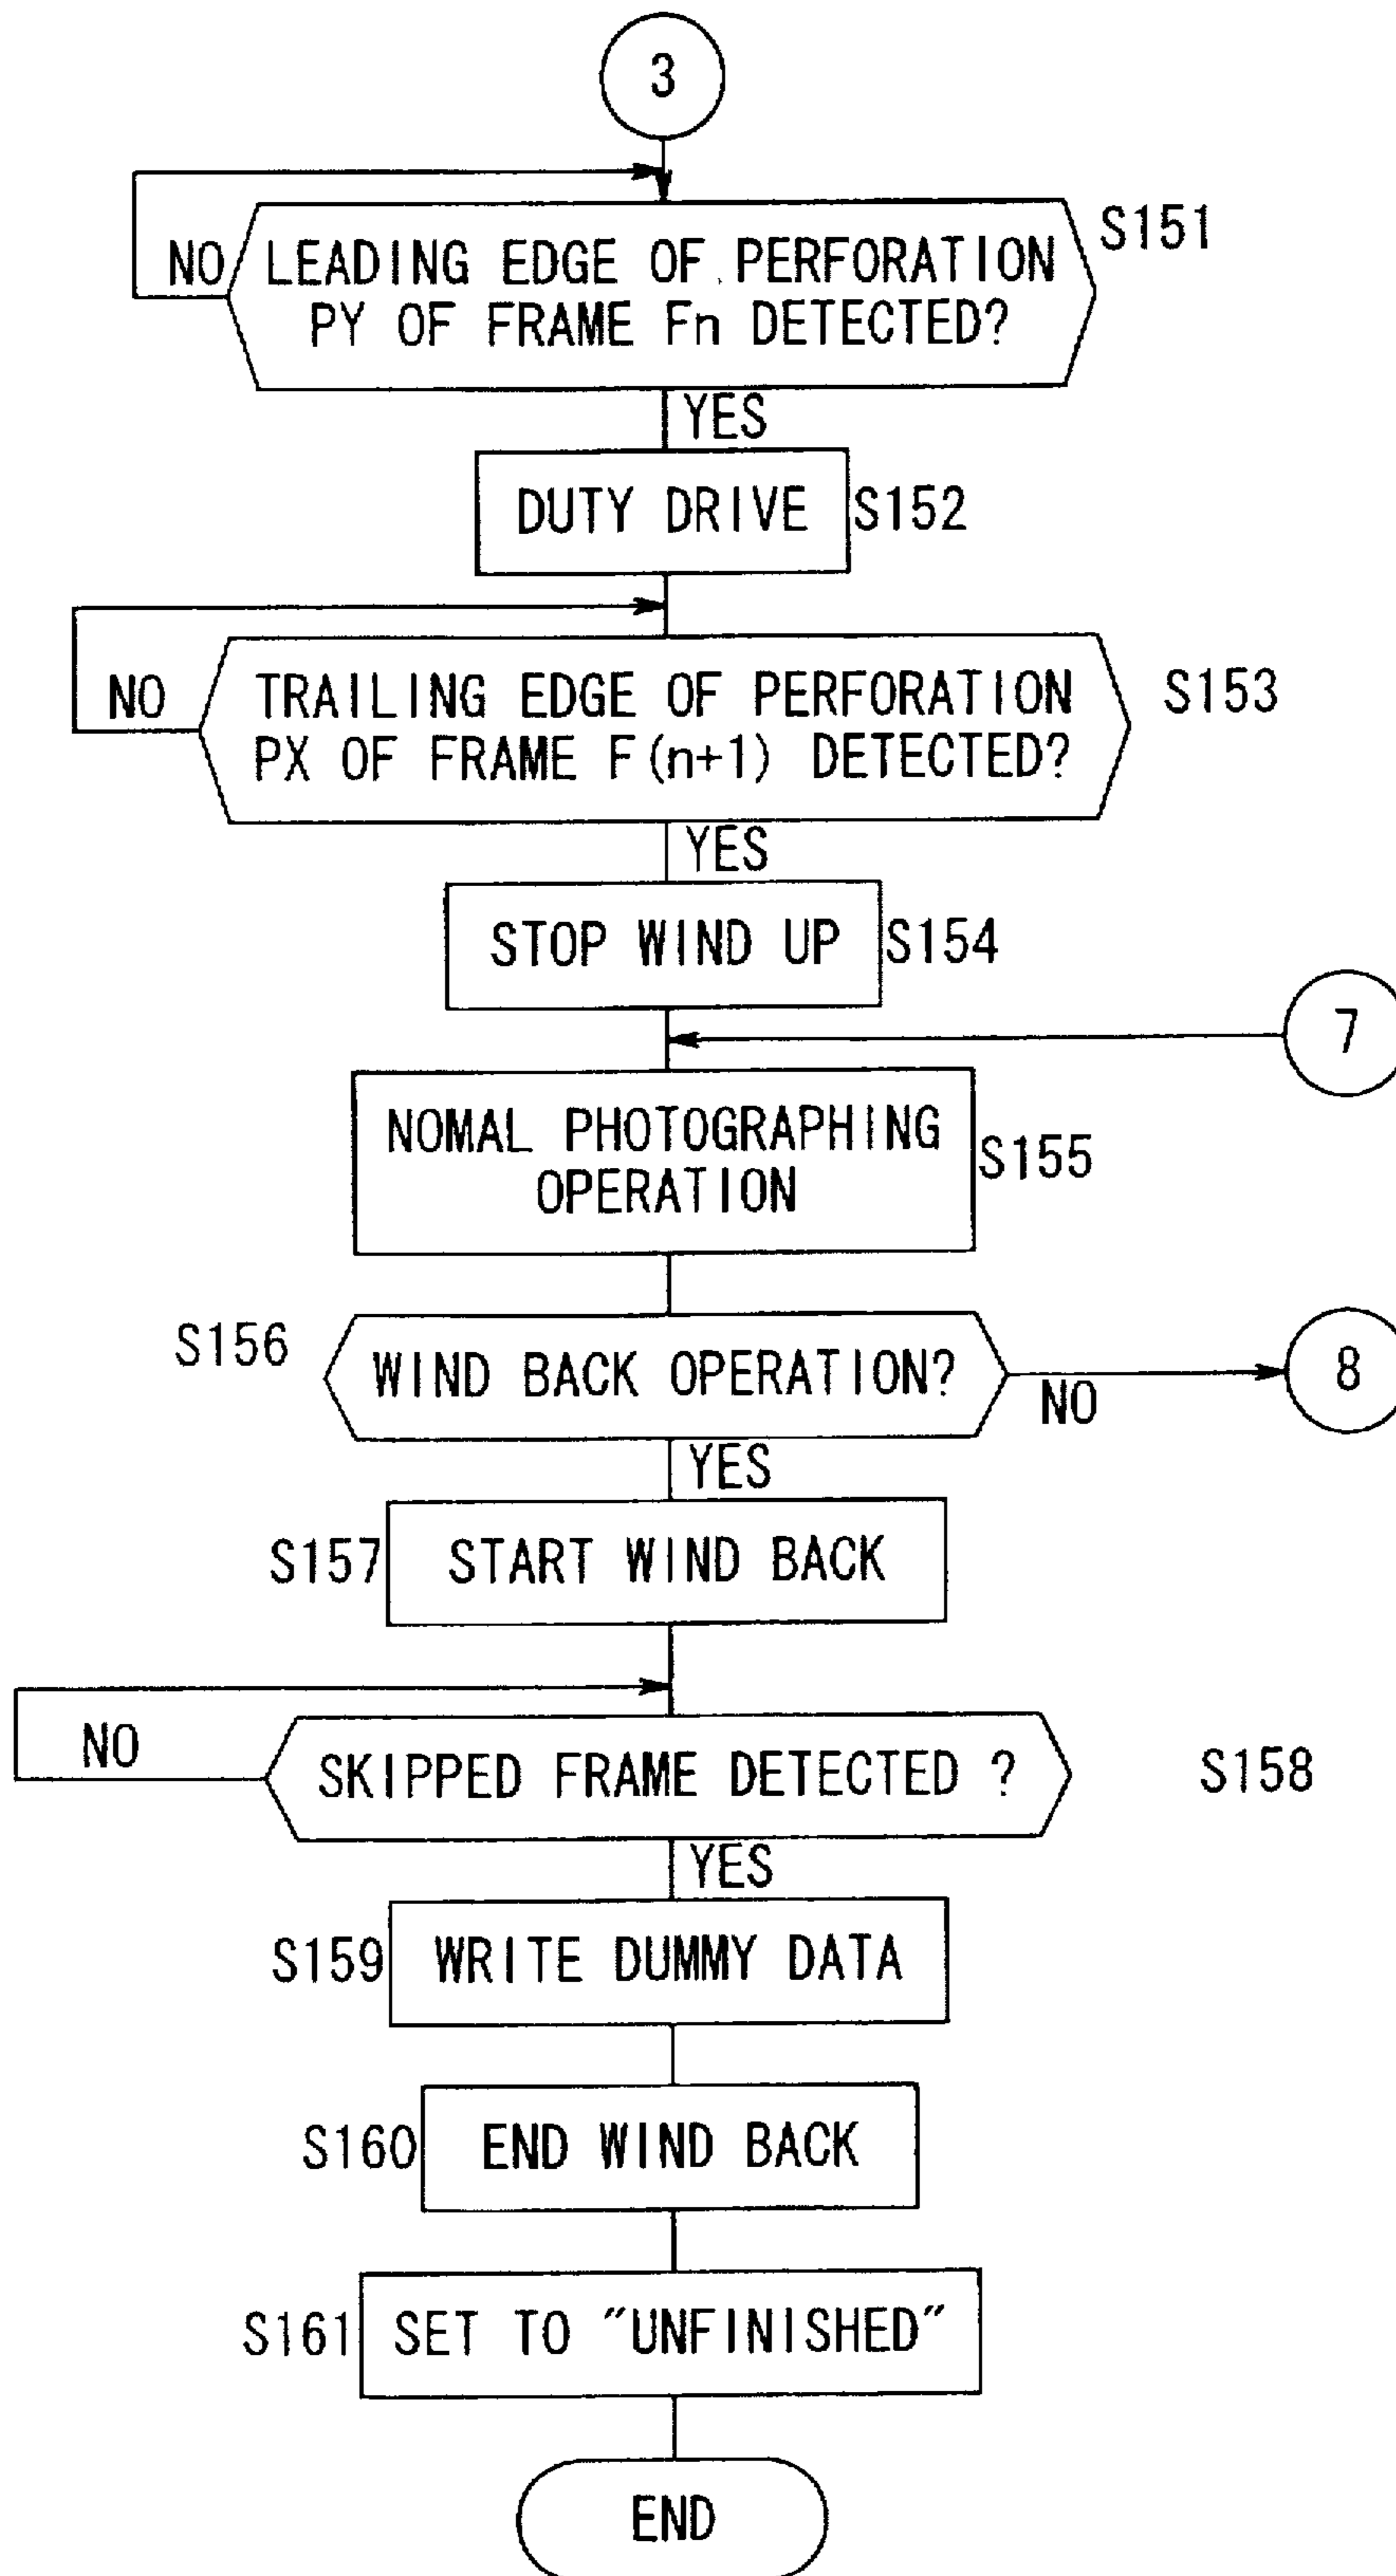 3
NO
LEADING EDGE OF PERFORATION
PY OF FRAME Fn DETECTED?
S151
YES
DUTY DRIVE
S152
NO
TRAILING EDGE OF PERFORATION
PX OF FRAME F(n+1) DETECTED?
S153
YES
STOP WIND UP
S154
7
NOMAL PHOTOGRAPHING
OPERATION
S155
S156
WIND BACK OPERATION?
NO
8
YES
S157
START WIND BACK
NO
SKIPPED FRAME DETECTED ?
S158
YES
S159
WRITE DUMMY DATA
S160
END WIND BACK
S161
SET TO "UNFINISHED"
END